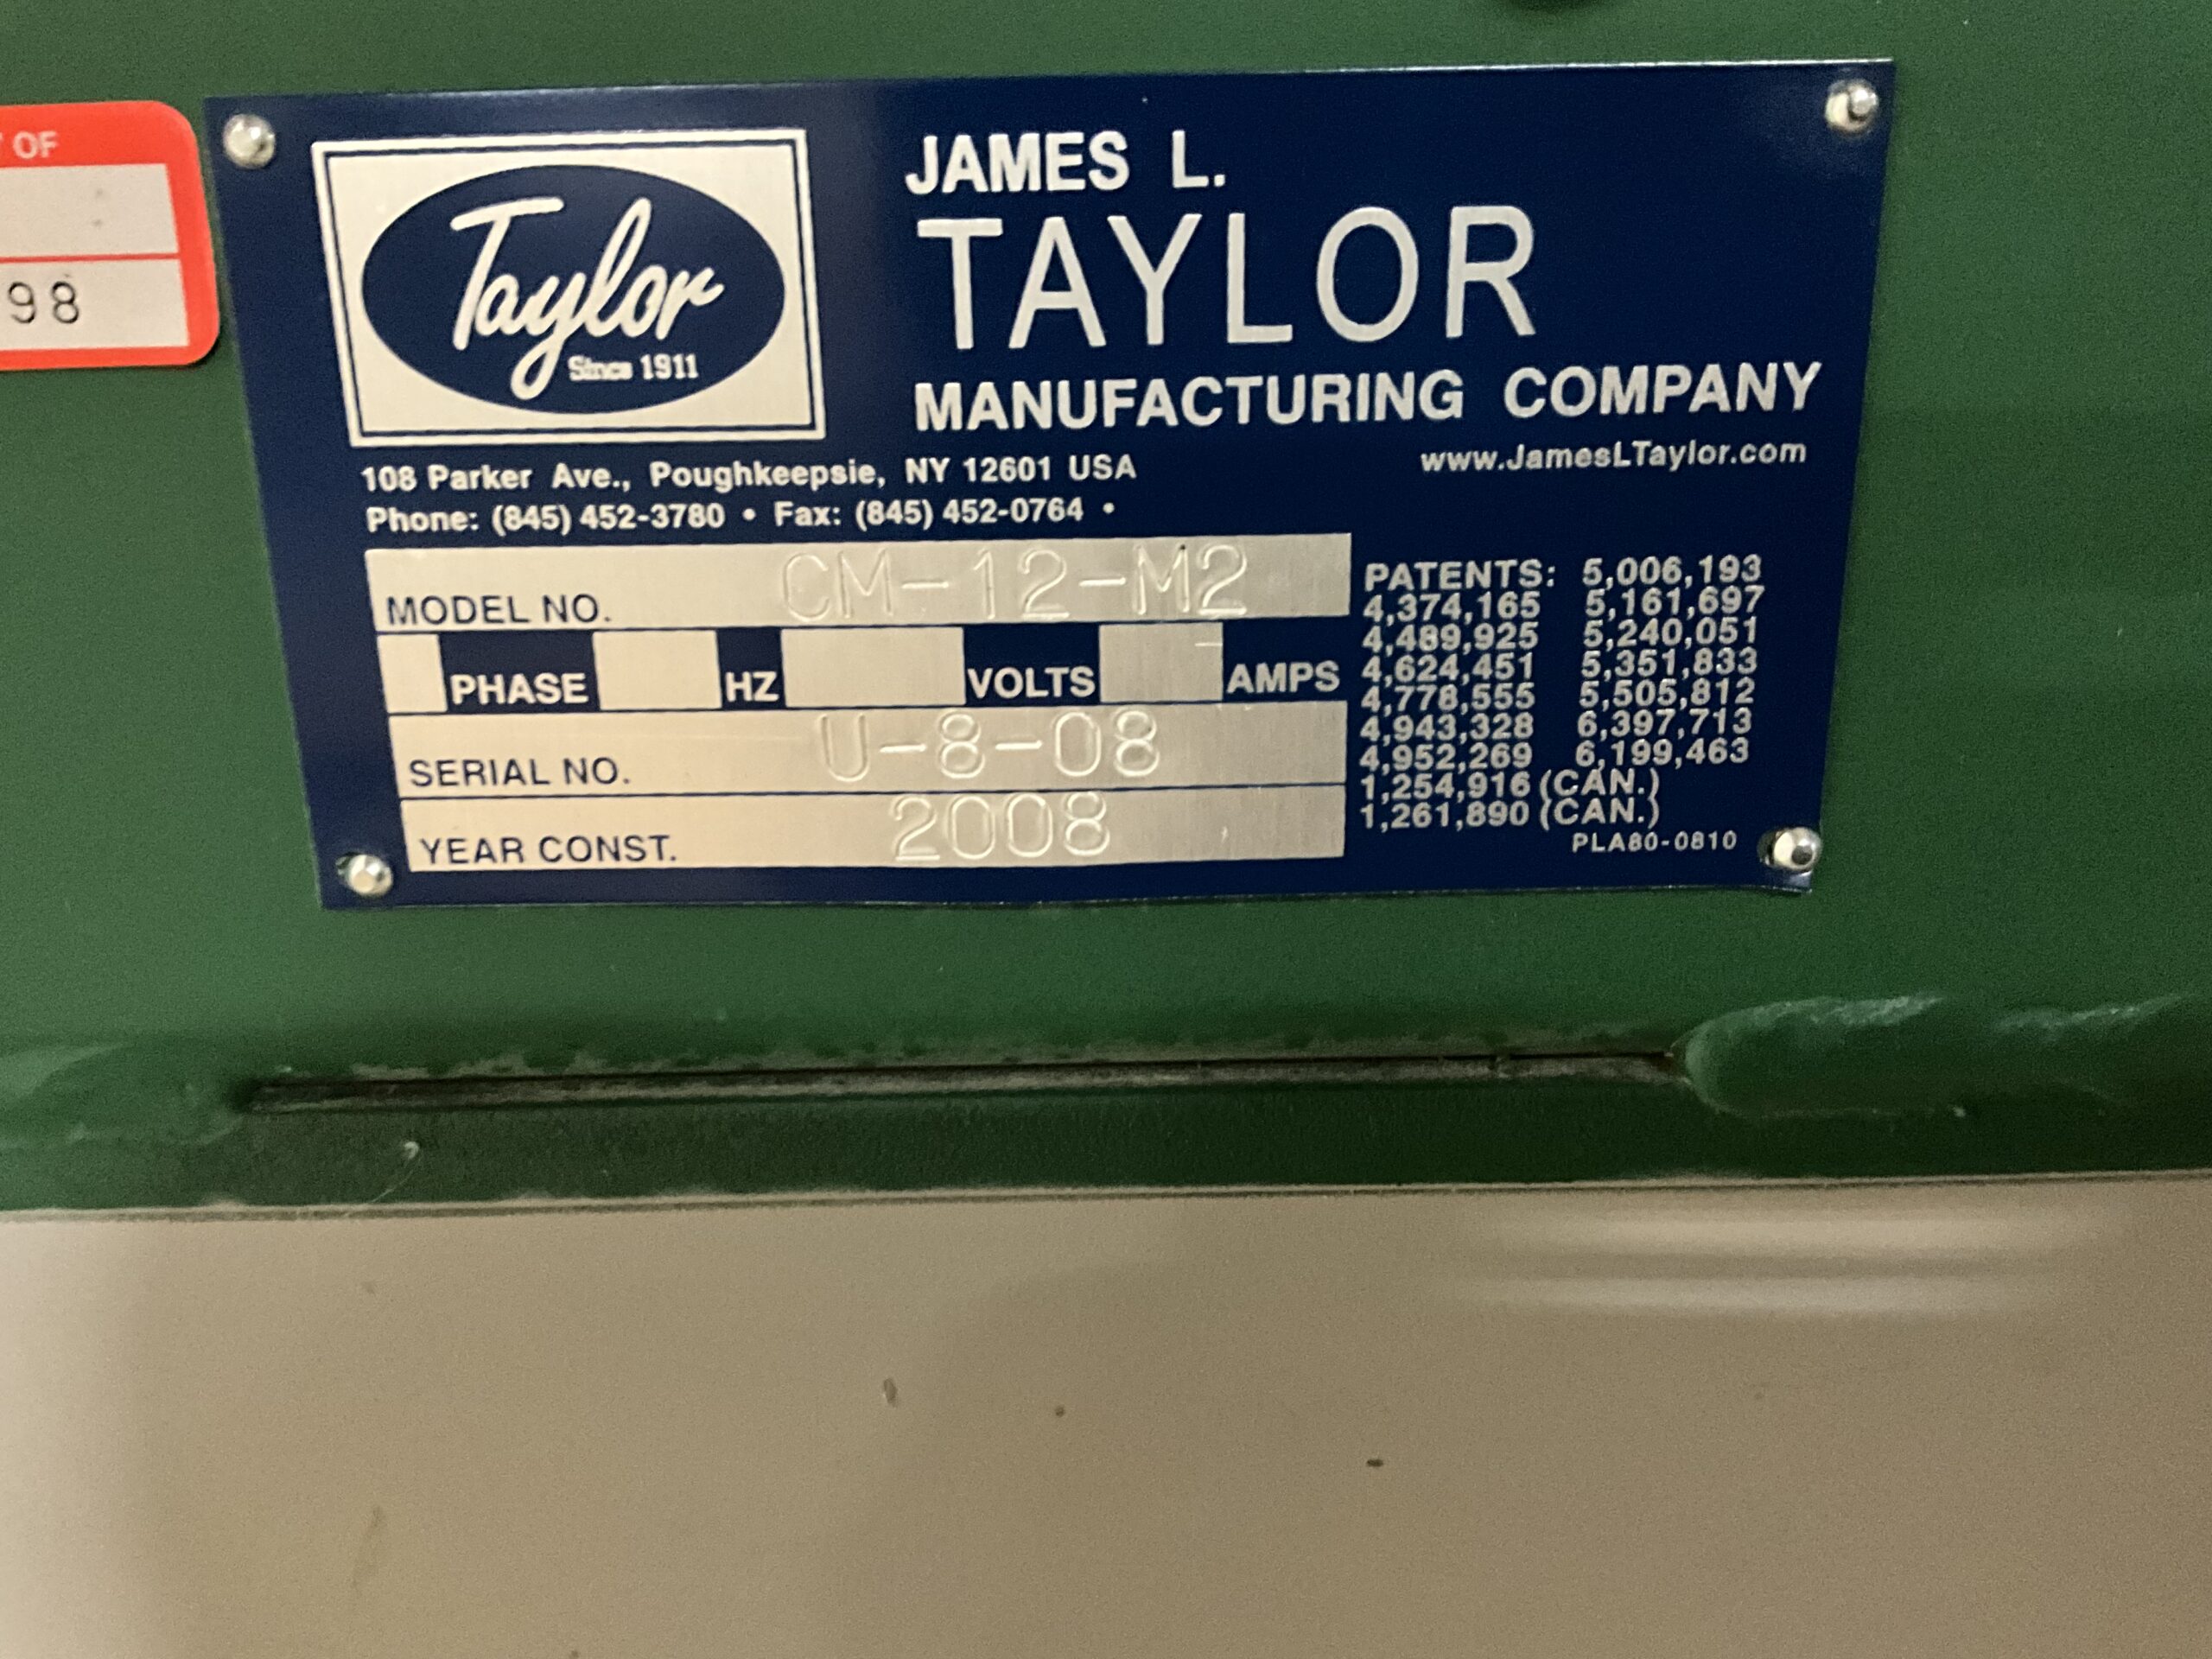 T OF
98
Taylor
Since 1911
JAMES L.
TAYLOR
MANUFACTURING COMPANY
www.JamesLTaylor.com
108 Parker Ave., Poughkeepsie, NY 12601 USA
Phone: (845) 452-3780 • Fax: (845) 452-0764 •
MODEL NO. CM-12-M2
PHASE HZ VOLTS AMPS
SERIAL NO. U-8-08
YEAR CONST. 2008
PATENTS: 5,006,193
4,374,165 5,161,697
4,489,925 5,240,051
4,624,451 5,351,833
4,778,555 5,505,812
4,943,328 6,397,713
4,952,269 6,199,463
1,254,916 (CAN.)
1,261,890 (CAN.)
PLA80-0810